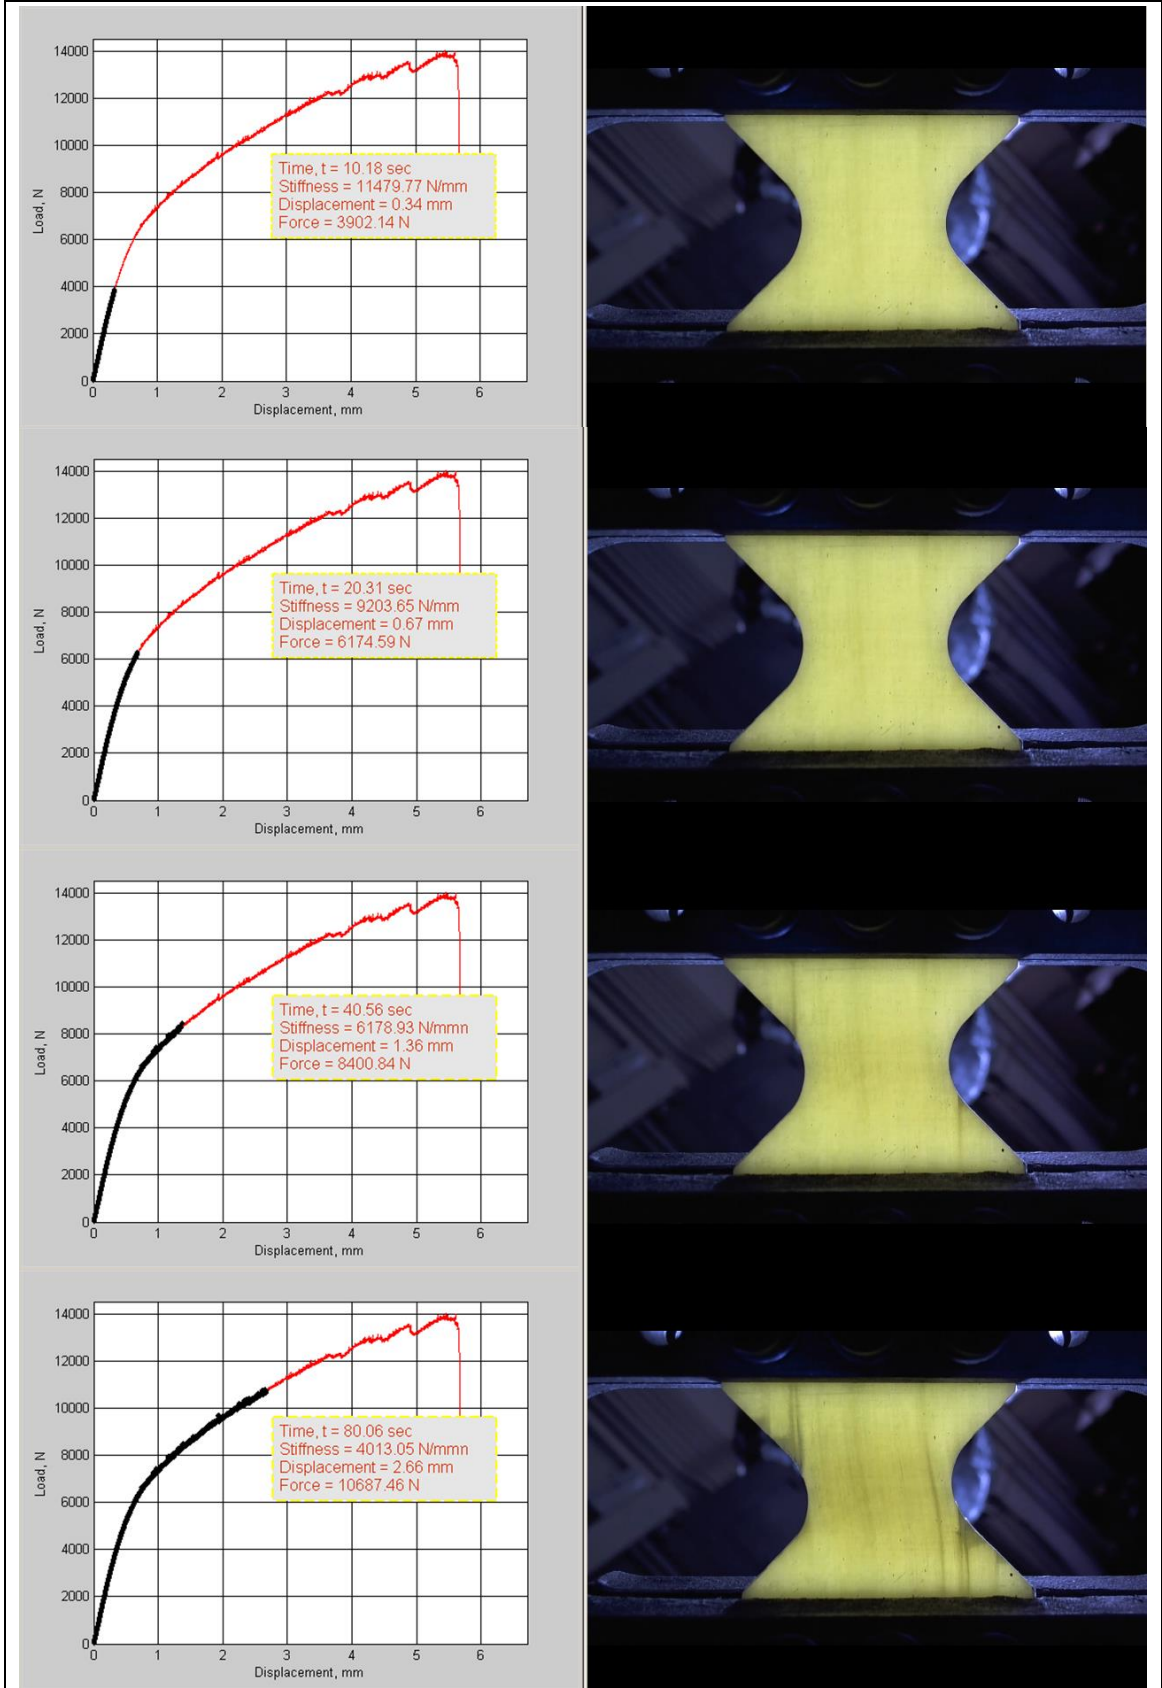 14000
12000
10000
8000
6000
4000
2000
0
Load, N
Time, t = 10.18 sec
Stiffness = 11479.77 N/mm
Displacement = 0.34 mm
Force = 3902.14 N
0 1 2 3 4 5 6
Displacement, mm
14000
12000
10000
8000
6000
4000
2000
0
Load, N
Time, t = 20.31 sec
Stiffness = 9203.65 N/mm
Displacement = 0.67 mm
Force = 6174.59 N
0 1 2 3 4 5 6
Displacement, mm
14000
12000
10000
8000
6000
4000
2000
0
Load, N
Time, t = 40.56 sec
Stiffness = 6178.93 N/mmn
Displacement = 1.36 mm
Force = 8400.84 N
0 1 2 3 4 5 6
Displacement, mm
14000
12000
10000
8000
6000
4000
2000
0
Load, N
Time, t = 80.06 sec
Stiffness = 4013.05 N/mmn
Displacement = 2.66 mm
Force = 10687.46 N
0 1 2 3 4 5 6
Displacement, mm